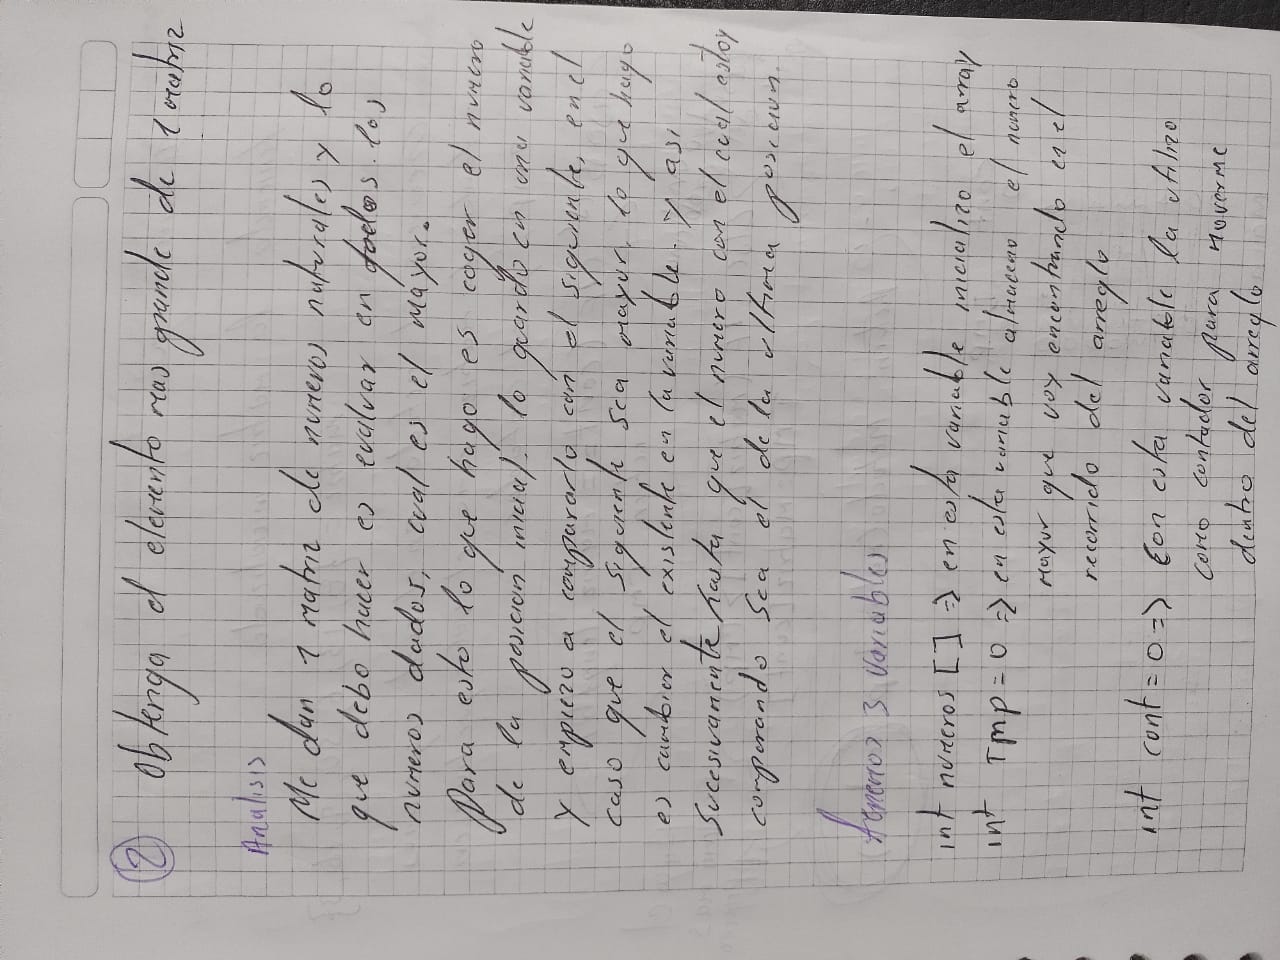 2 Obtenga el elemento mas grande de 1 matriz
Analisis
Me dan 1 matriz de numeros naturales y lo
que debo hacer es evaluar en todos los
numeros dados, cual es el mayor.
Para esto lo que hago es coger el numero
de la posicion inicial. lo guardo en una variable
y empiezo a compararlo con el siguiente, en el
caso que el siguiente sea mayor, lo que hago
es cambiar el existente en la variable. y asi
sucesivamente hasta que el numero con el cual estoy
comparando sea el de la ultima posicion.
tenemos 3 variables
int numeros [] => en esta variable inicializo el array
int Tmp = 0 => en esta variable almaceno el numero
mayor que voy encontrando en el
recorrido del arreglo
int cont = 0 => Con esta variable la utilizo
como contador para moverme
dentro del arreglo